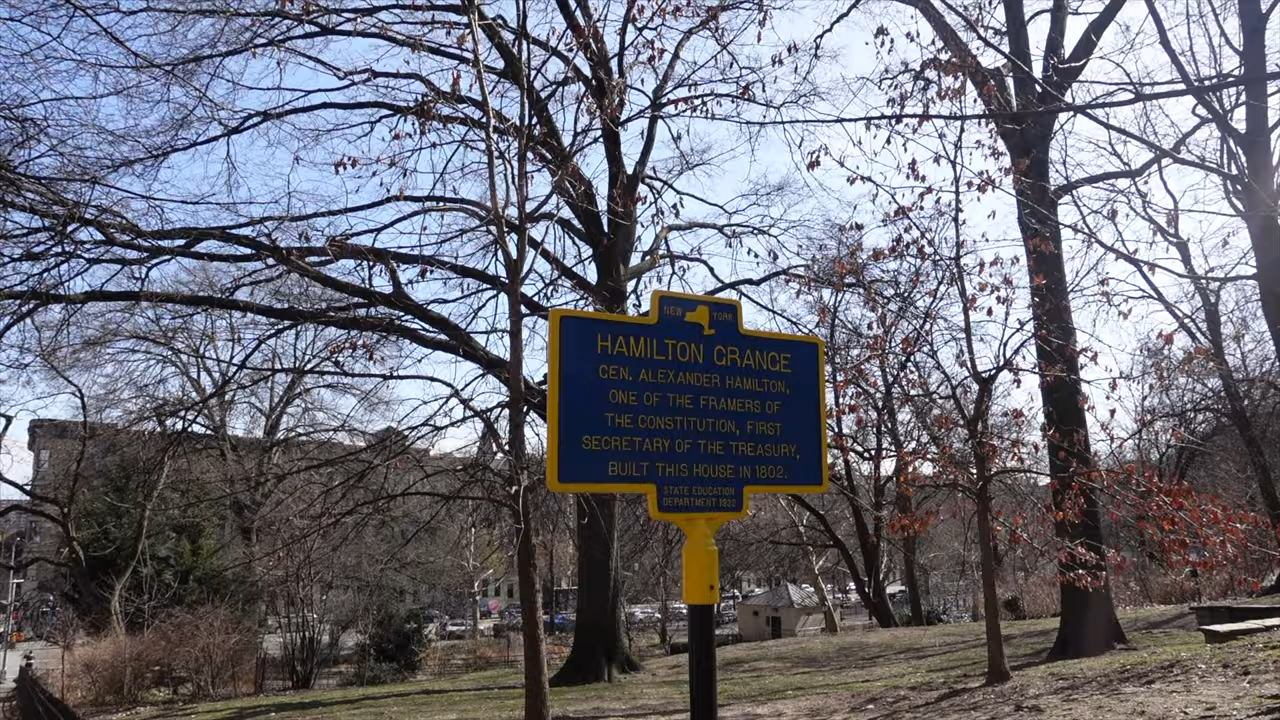 NEW YORK
HAMILTON GRANGE
GEN. ALEXANDER HAMILTON,
ONE OF THE FRAMERS OF
THE CONSTITUTION, FIRST
SECRETARY OF THE TREASURY,
BUILT THIS HOUSE IN 1802.
STATE EDUCATION
DEPARTMENT 1932